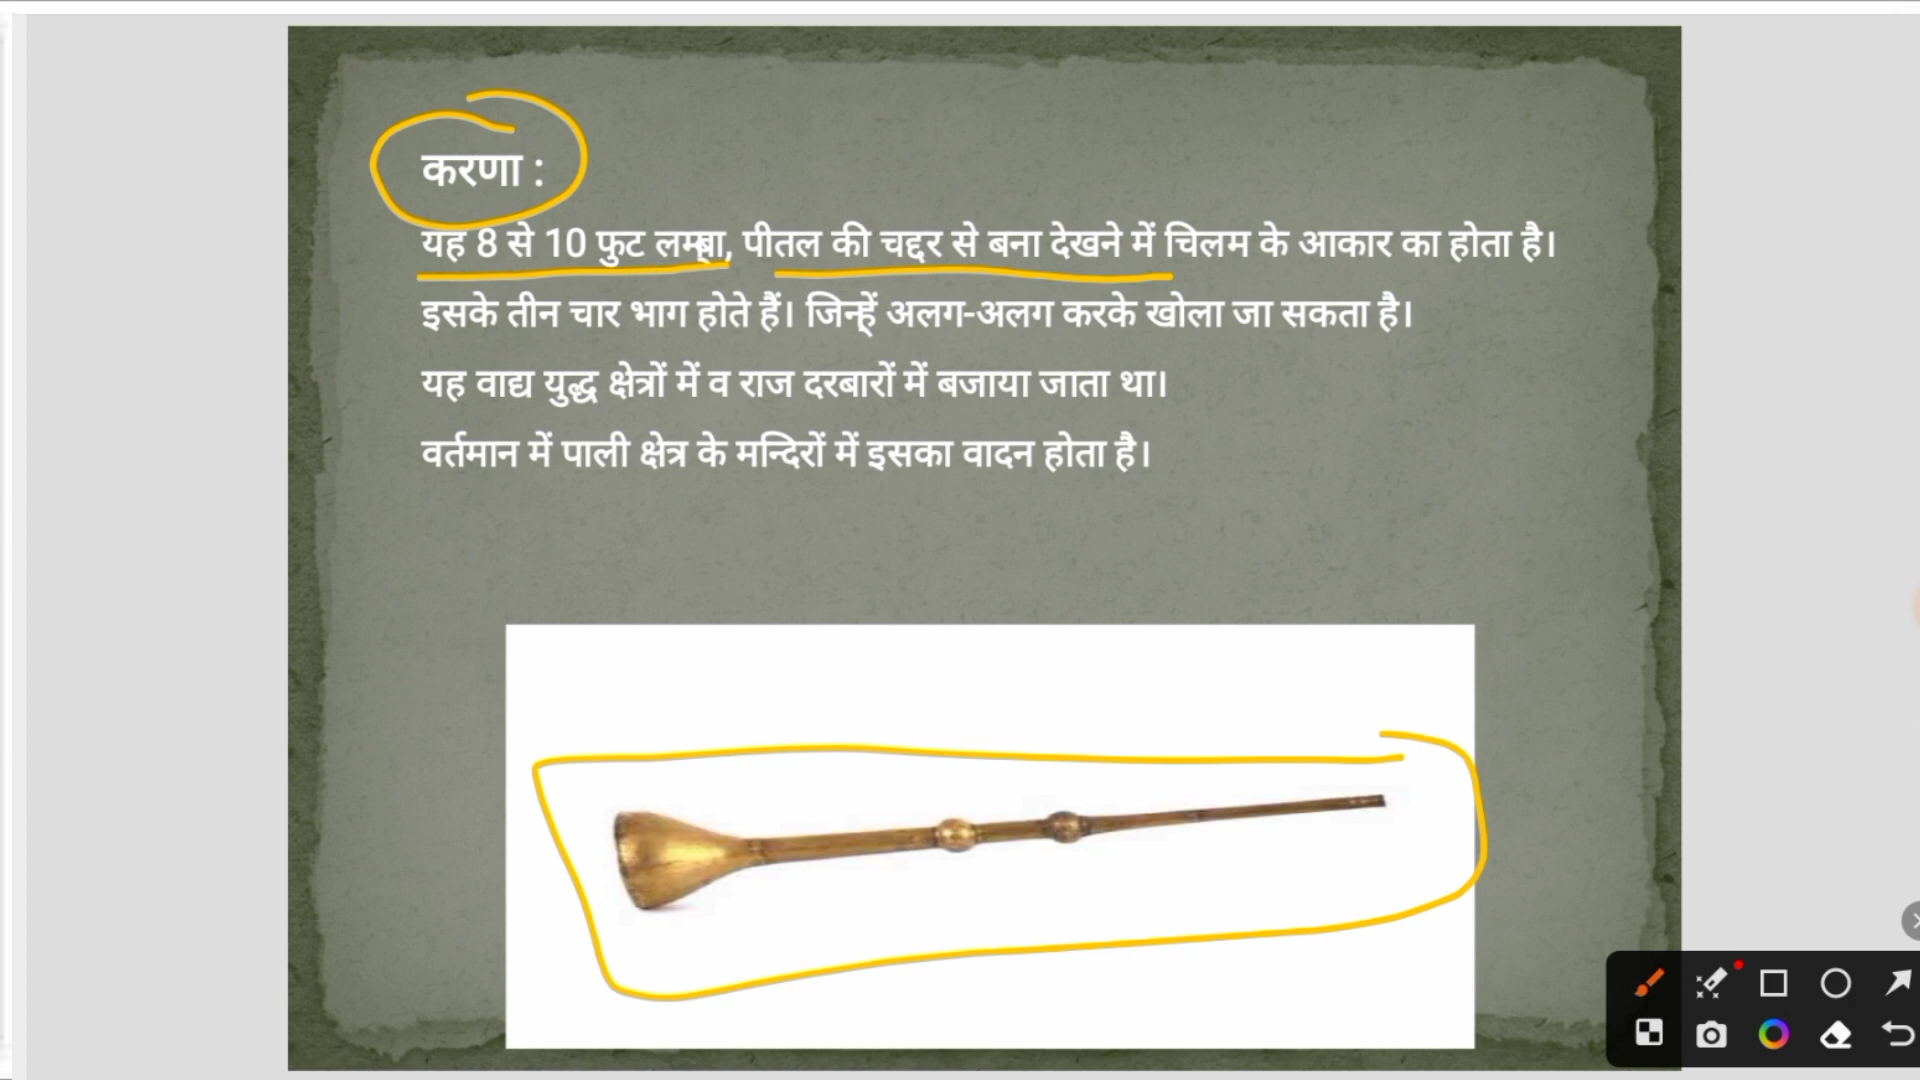 करणा :
यह 8 से 10 फुट लम्बा, पीतल की चद्दर से बना देखने में चिलम के आकार का होता है।
इसके तीन चार भाग होते हैं। जिन्हें अलग-अलग करके खोला जा सकता है।
यह वाद्य युद्ध क्षेत्रों में व राज दरबारों में बजाया जाता था।
वर्तमान में पाली क्षेत्र के मन्दिरों में इसका वादन होता है।